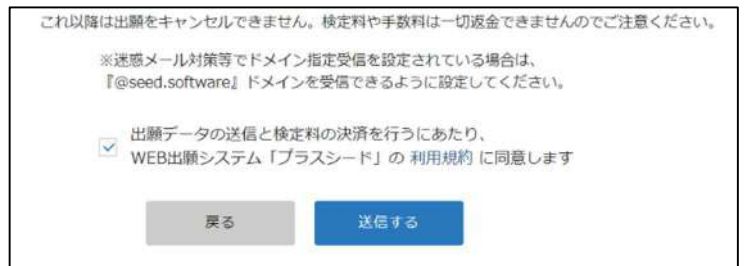 これ以降は出願をキャンセルできません。検定料や手数料は一切返金できませんのでご注意ください。
※迷惑メール対策等でドメイン指定受信を設定されている場合は、
『@seed.software』ドメインを受信できるように設定してください。
出願データの送信と検定料の決済を行うにあたり、
WEB出願システム「プラスシード」の 利用規約 に同意します
戻る
送信する